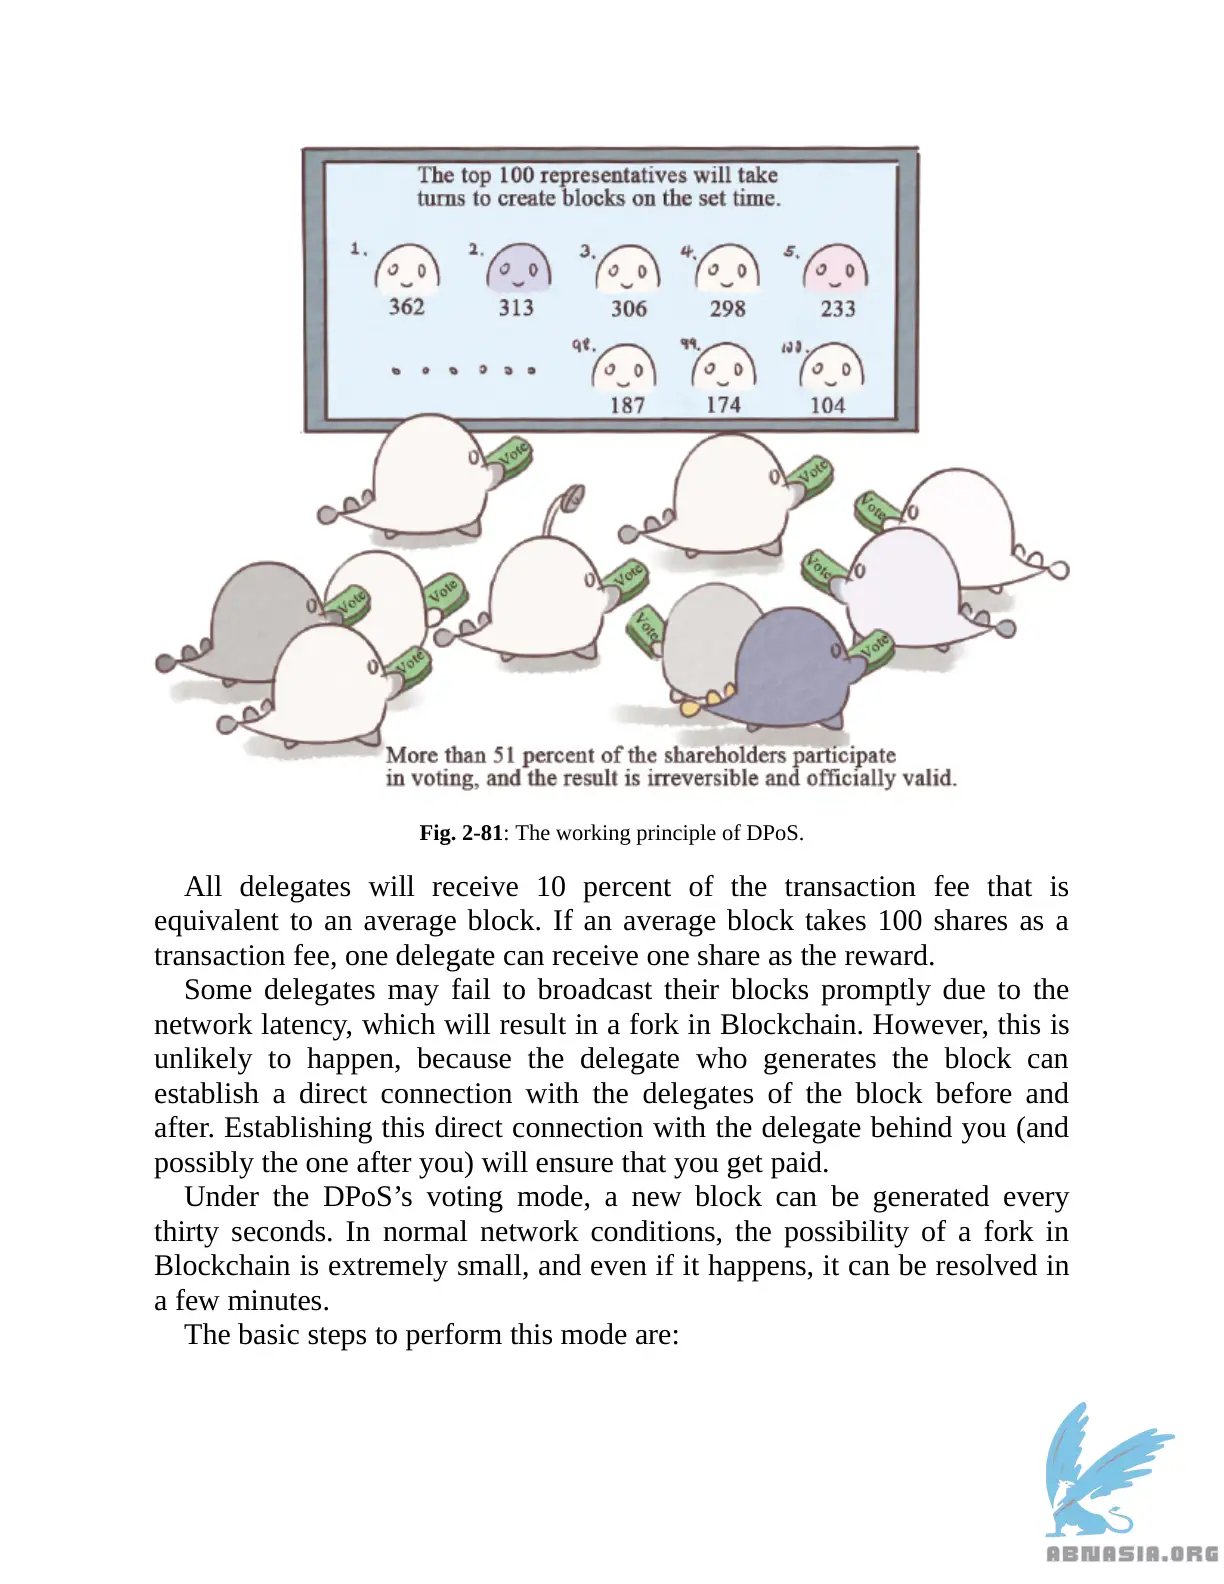 The top 100 representatives will take
turns to create blocks on the set time.
1. 2. 3. 4. 5.
362 313 306 298 233
...... 98. 99. 100.
187 174 104
Vote
Vote
Vote
Vote
Vote
Vote
Vote
Vote
Vote
Vote
Vote
More than 51 percent of the shareholders participate
in voting, and the result is irreversible and officially valid.
Fig. 2-81: The working principle of DPoS.
All delegates will receive 10 percent of the transaction fee that is
equivalent to an average block. If an average block takes 100 shares as a
transaction fee, one delegate can receive one share as the reward.
Some delegates may fail to broadcast their blocks promptly due to the
network latency, which will result in a fork in Blockchain. However, this is
unlikely to happen, because the delegate who generates the block can
establish a direct connection with the delegates of the block before and
after. Establishing this direct connection with the delegate behind you (and
possibly the one after you) will ensure that you get paid.
Under the DPoS’s voting mode, a new block can be generated every
thirty seconds. In normal network conditions, the possibility of a fork in
Blockchain is extremely small, and even if it happens, it can be resolved in
a few minutes.
The basic steps to perform this mode are:
ABNASIA.ORG